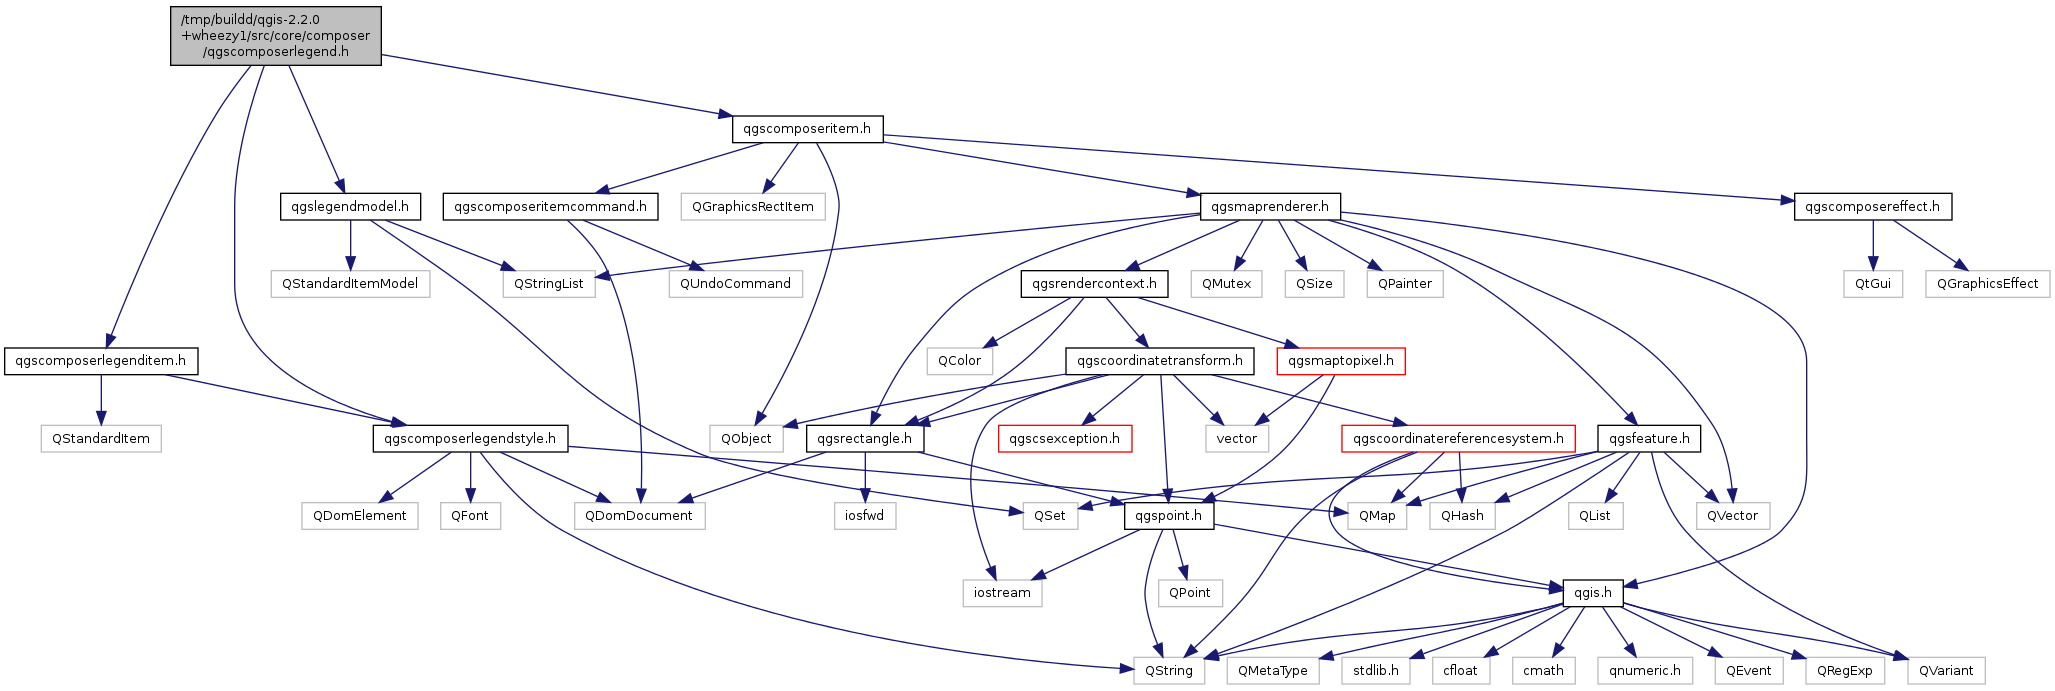 /tmp/buildd/qgis-2.2.0
+wheezy1/src/core/composer
/qgscomposerlegend.h
qgscomposeritem.h
qgslegendmodel.h
qgscomposeritemcommand.h
QGraphicsRectItem
qgsmaprenderer.h
qgscomposereffect.h
QStandardItemModel
QStringList
QUndoCommand
qgsrendercontext.h
QMutex
QSize
QPainter
QtGui
QGraphicsEffect
qgscomposerlegenditem.h
QColor
qgscoordinatetransform.h
qgsmaptopixel.h
QStandardItem
qgscomposerlegendstyle.h
QObject
qgsrectangle.h
qgscsexception.h
vector
qgscoordinatereferencesystem.h
qgsfeature.h
QDomElement
QFont
QDomDocument
iosfwd
QSet
qgspoint.h
QMap
QHash
QList
QVector
iostream
QPoint
qgis.h
QString
QMetaType
stdlib.h
cfloat
cmath
qnumeric.h
QEvent
QRegExp
QVariant